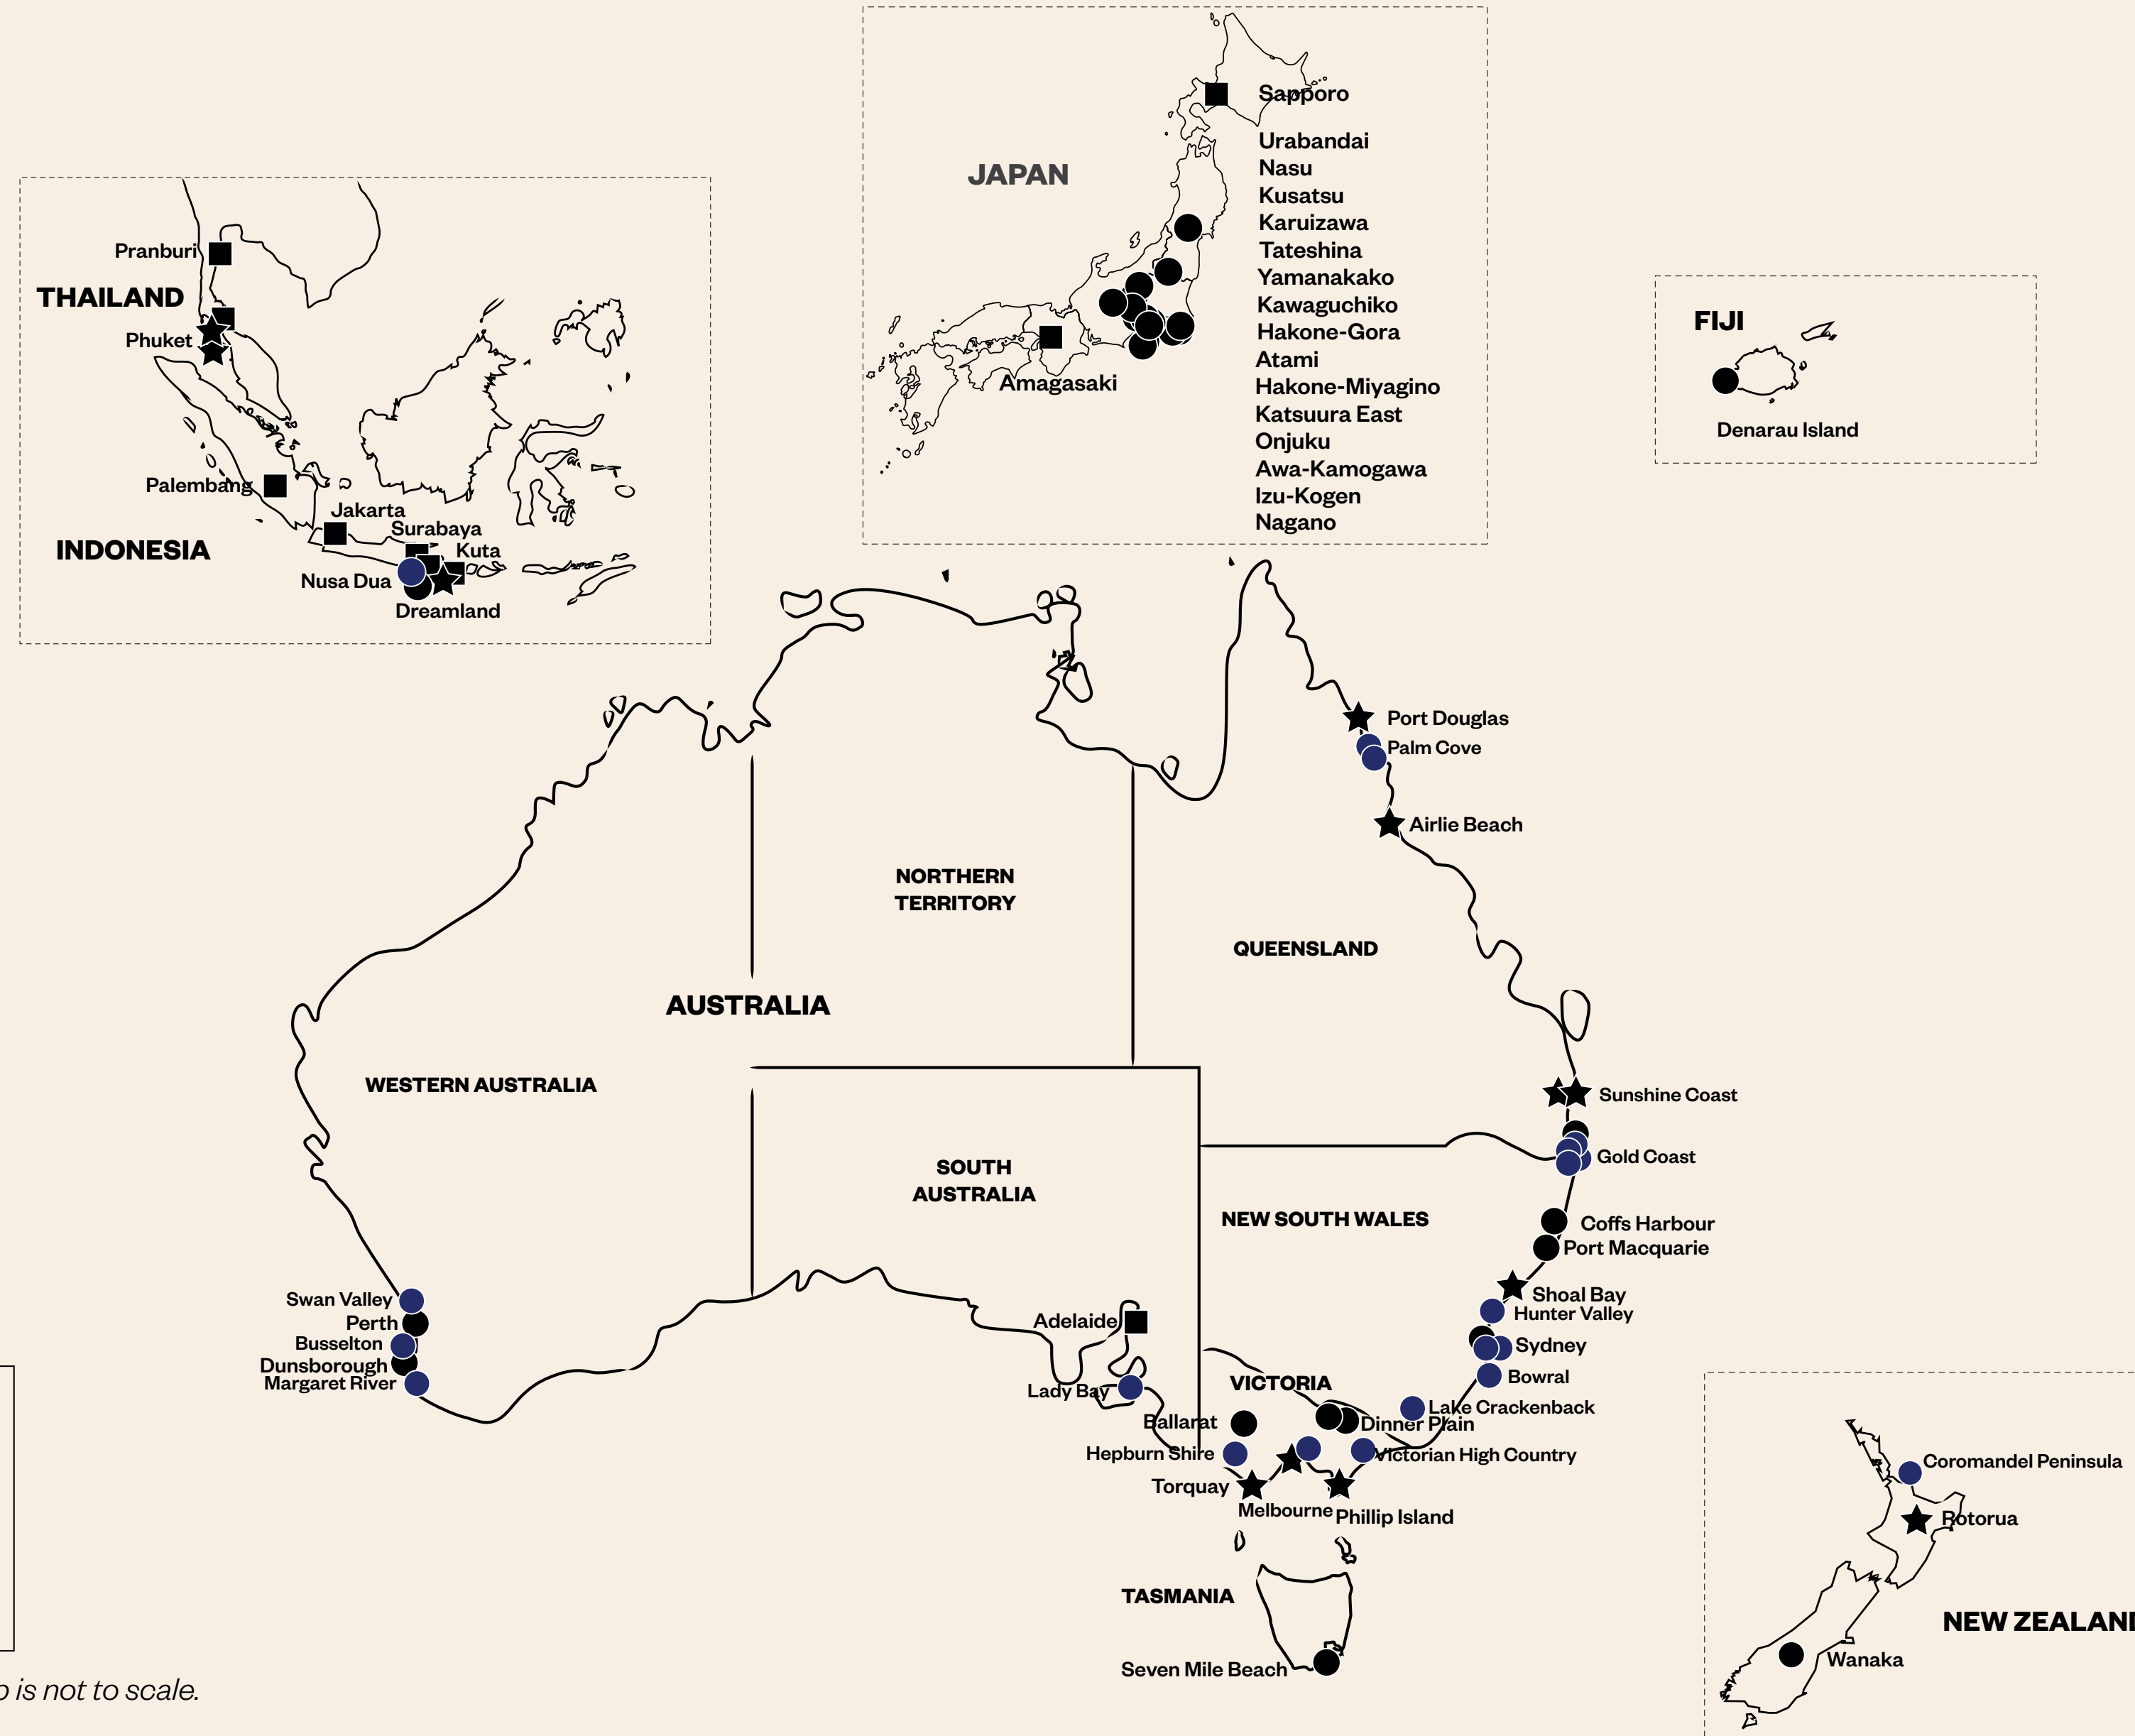 JAPAN
Sapporo
Urabandai
Nasu
Kusatsu
Karuizawa
Tateshina
Yamanakako
Kawaguchiko
Hakone-Gora
Atami
Hakone-Miyagino
Katsuura East
Onjuku
Awa-Kamogawa
Izu-Kogen
Nagano
Amagasaki
Pranburi
THAILAND
Phuket
Palembang
Jakarta
Surabaya
INDONESIA
Kuta
Nusa Dua
Dreamland
FIJI
Denarau Island
Port Douglas
Palm Cove
Airlie Beach
NORTHERN
TERRITORY
QUEENSLAND
AUSTRALIA
WESTERN AUSTRALIA
Sunshine Coast
Gold Coast
SOUTH
AUSTRALIA
NEW SOUTH WALES
Coffs Harbour
Port Macquarie
Shoal Bay
Hunter Valley
Sydney
Bowral
Swan Valley
Perth
Busselton
Dunsborough
Margaret River
Adelaide
Lady Bay
VICTORIA
Lake Crackenback
Ballarat
Dinner Plain
Hepburn Shire
Victorian High Country
Torquay
Melbourne
Phillip Island
TASMANIA
Seven Mile Beach
Coromandel Peninsula
Rotorua
NEW ZEALAND
Wanaka
p is not to scale.